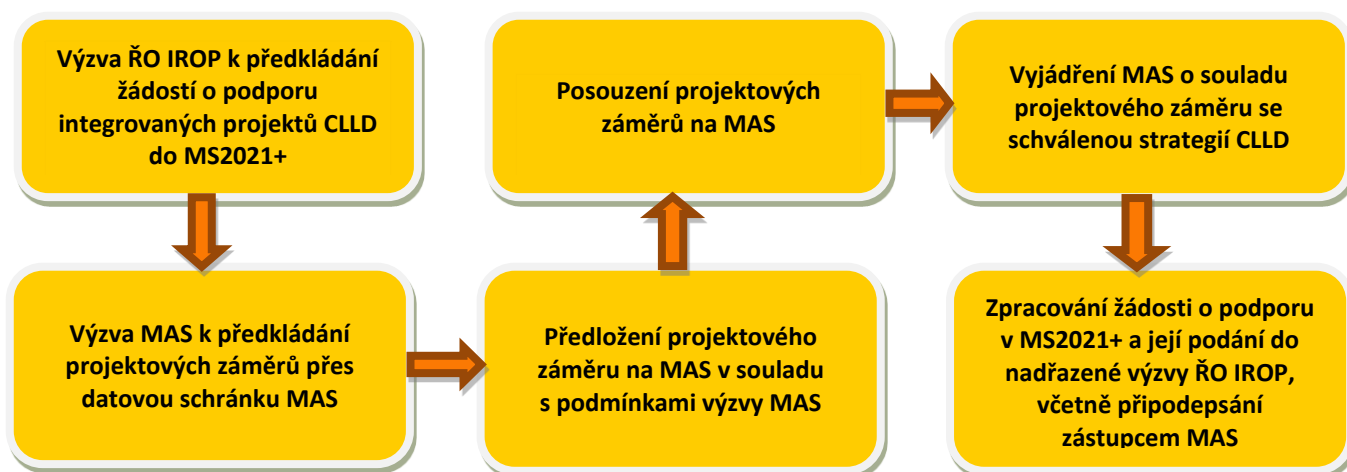 Výzva ŘO IROP k předkládání
žádostí o podporu
integrovaných projektů CLLD
do MS2021+
Výzva MAS k předkládání
projektových záměrů přes
datovou schránku MAS
Předložení projektového
záměru na MAS v souladu
s podmínkami výzvy MAS
Posouzení projektových
záměrů na MAS
Vyjádření MAS o souladu
projektového záměru se
schválenou strategií CLLD
Zpracování žádosti o podporu
v MS2021+ a její podání do
nadřazené výzvy ŘO IROP,
včetně připodepsání
zástupcem MAS